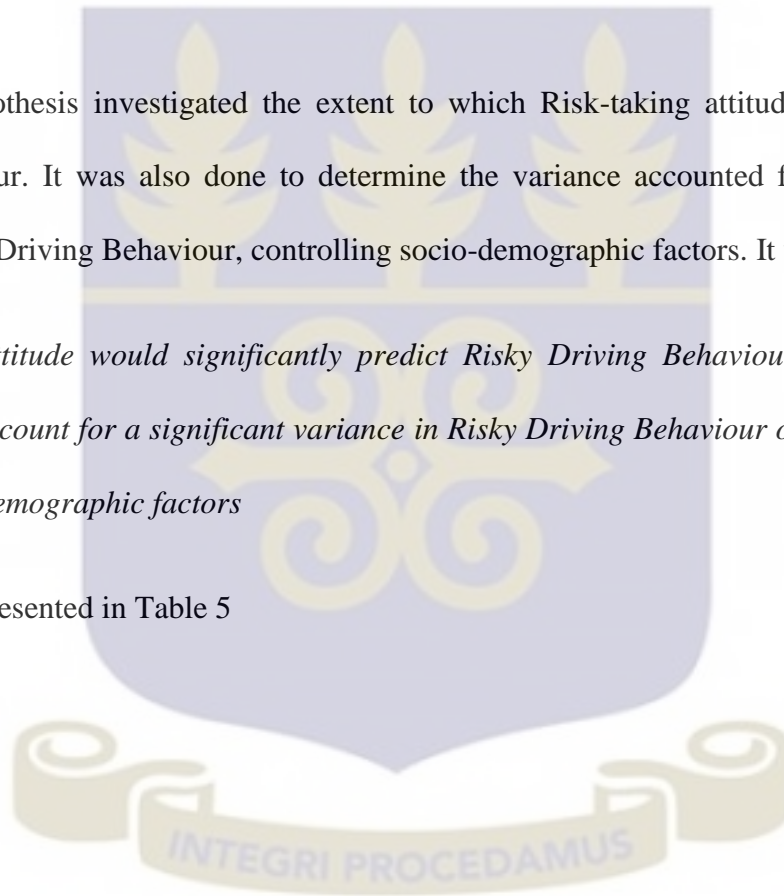 othesis investigated the extent to which Risk-taking attitud
ur. It was also done to determine the variance accounted f
Driving Behaviour, controlling socio-demographic factors. It
ttitude would significantly predict Risky Driving Behaviou
count for a significant variance in Risky Driving Behaviour o
emographic factors
esented in Table 5
INTEGRI PROCEDAMUS